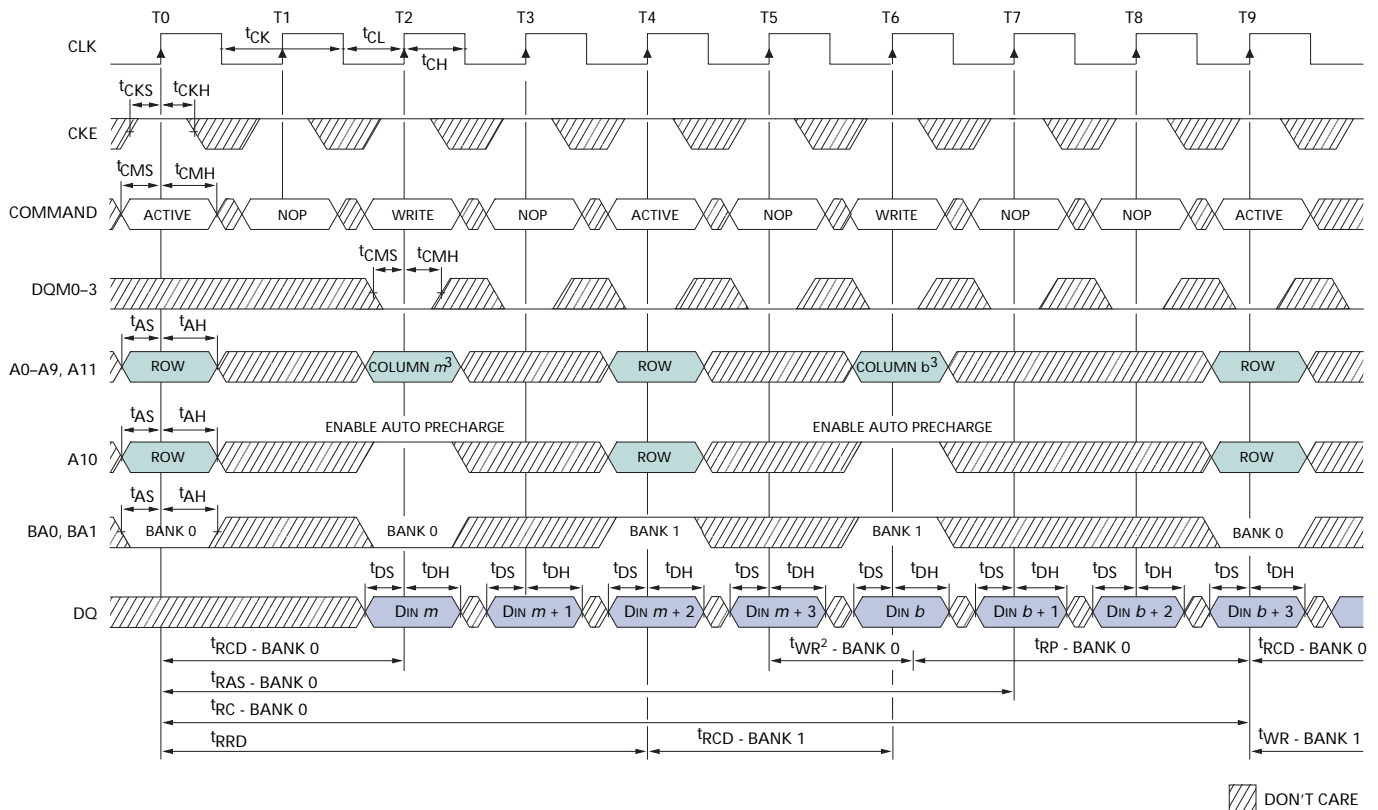 T0 T1 T2 T3 T4 T5 T6 T7 T8 T9
CLK tCK tCL tCH
tCKS tCKH
CKE
tCMS tCMH
COMMAND ACTIVE NOP WRITE NOP ACTIVE NOP WRITE NOP NOP ACTIVE
tCMS tCMH
DQM0–3
tAS tAH
A0–A9, A11 ROW COLUMN m³ ROW COLUMN b³ ROW
tAS tAH ENABLE AUTO PRECHARGE ENABLE AUTO PRECHARGE
A10 ROW ROW ROW
tAS tAH
BA0, BA1 BANK 0 BANK 0 BANK 1 BANK 1 BANK 0
tDS tDH tDS tDH tDS tDH tDS tDH tDS tDH tDS tDH tDS tDH tDS tDH
DQ DIN m DIN m + 1 DIN m + 2 DIN m + 3 DIN b DIN b + 1 DIN b + 2 DIN b + 3
tRCD - BANK 0 tWR² - BANK 0 tRP - BANK 0 tRCD - BANK 0
tRAS - BANK 0
tRC - BANK 0
tRRD tRCD - BANK 1 tWR - BANK 1
DON'T CARE